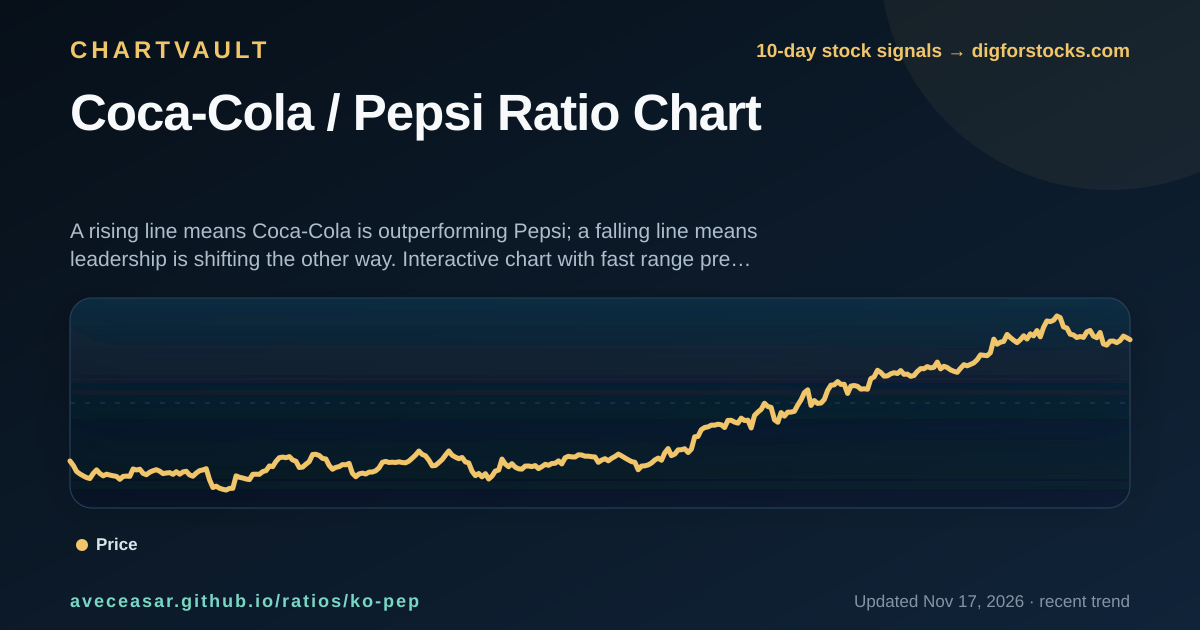 CHARTVAULT
10-day stock signals → digforstocks.com
Coca-Cola / Pepsi Ratio Chart
A rising line means Coca-Cola is outperforming Pepsi; a falling line means
leadership is shifting the other way. Interactive chart with fast range pre…
Price
aveceasar.github.io/ratios/ko-pep
Updated Nov 17, 2026 · recent trend